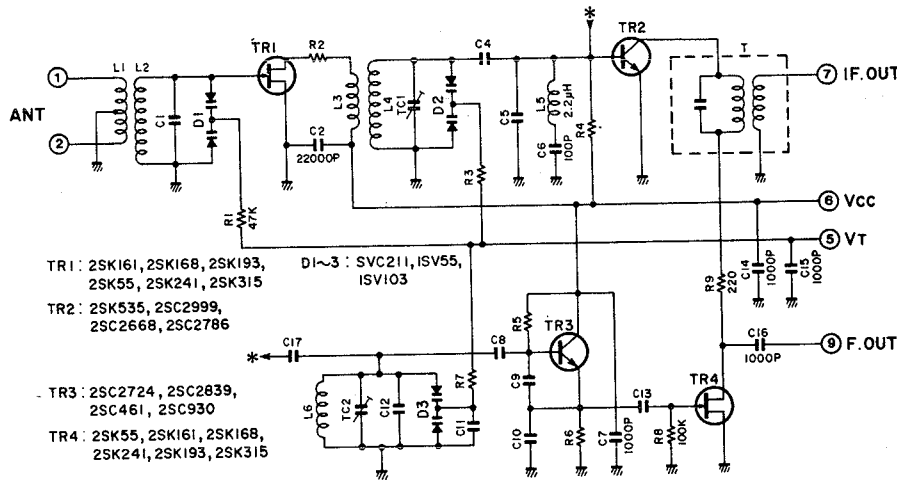 *
TR2
TR1
R2
C4
T
L1 L2
1
7 IF.OUT
L3
L4
TC1
D2
C1
D1
C5
L5
2.2μH
R4
ANT
C2
22000P
C6
100P
2
R3
R1
47K
6 VCC
5 VT
C14
1000P
C15
1000P
R9
220
TR1 : 2SK161, 2SK168, 2SK193,
2SK55, 2SK241, 2SK315
D1~3 : SVC211, 1SV55,
1SV103
TR2 : 2SK535, 2SC2999,
2SC2668, 2SC2786
R5
TR3
C16
1000P
9 F.OUT
* C17
C8
TR4
R7
C9
C13
TR3 : 2SC2724, 2SC2839,
2SC461, 2SC930
L6
TC2
C12
D3
C11
C10
R6
C7
1000P
R8
100K
TR4 : 2SK55, 2SK161, 2SK168,
2SK241, 2SK193, 2SK315